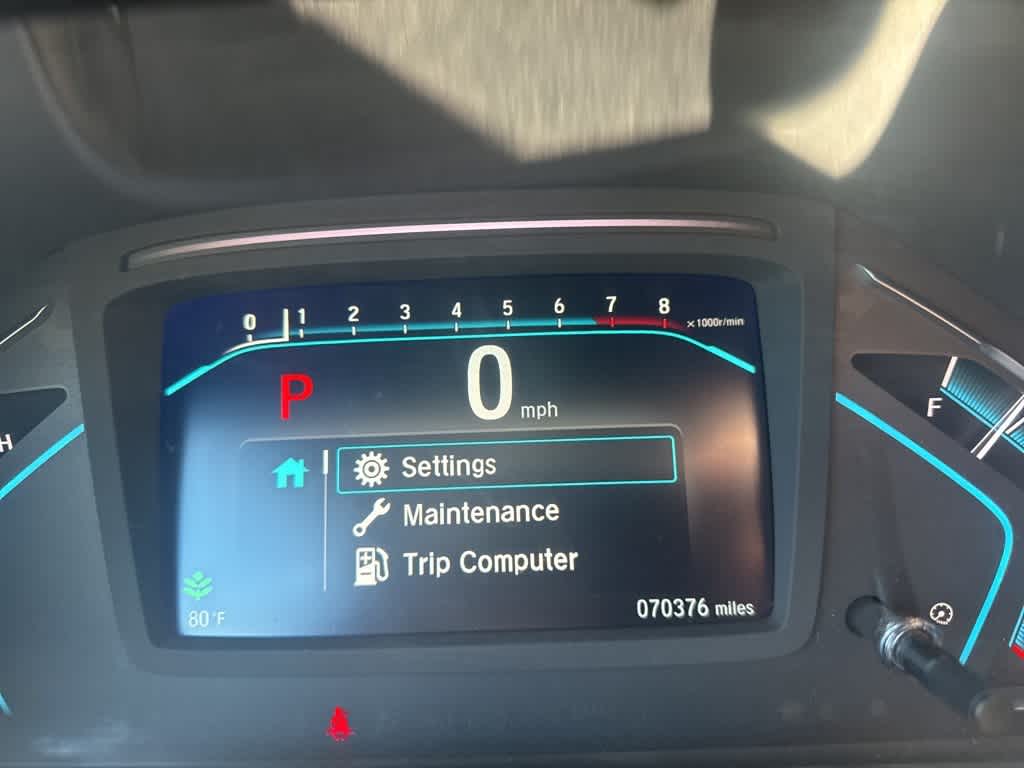 0 1 2 3 4 5 6 7 8 ×1000r/min
P 0 mph
H
F
Settings
Maintenance
Trip Computer
80°F
070376 miles